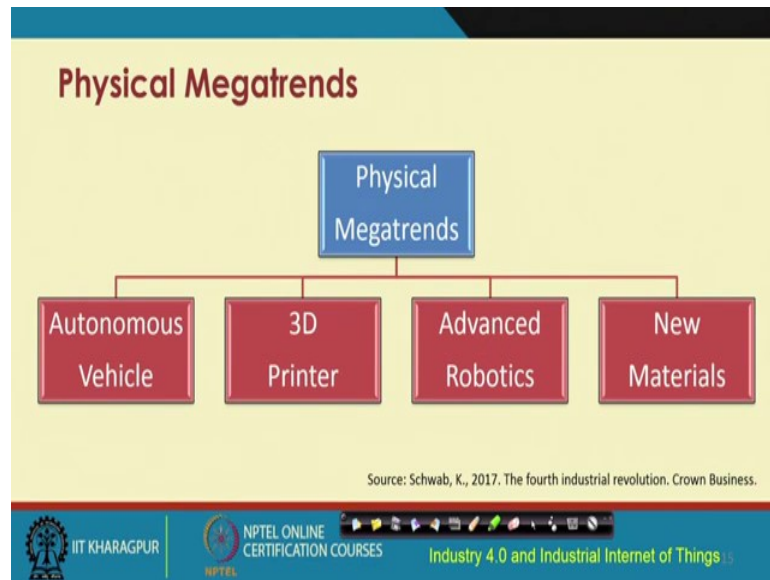 Physical Megatrends
Physical
Megatrends
Autonomous
Vehicle
3D
Printer
Advanced
Robotics
New
Materials
Source: Schwab, K., 2017. The fourth industrial revolution. Crown Business.
IIT KHARAGPUR
NPTEL
NPTEL ONLINE
CERTIFICATION COURSES
Industry 4.0 and Industrial Internet of Things 15